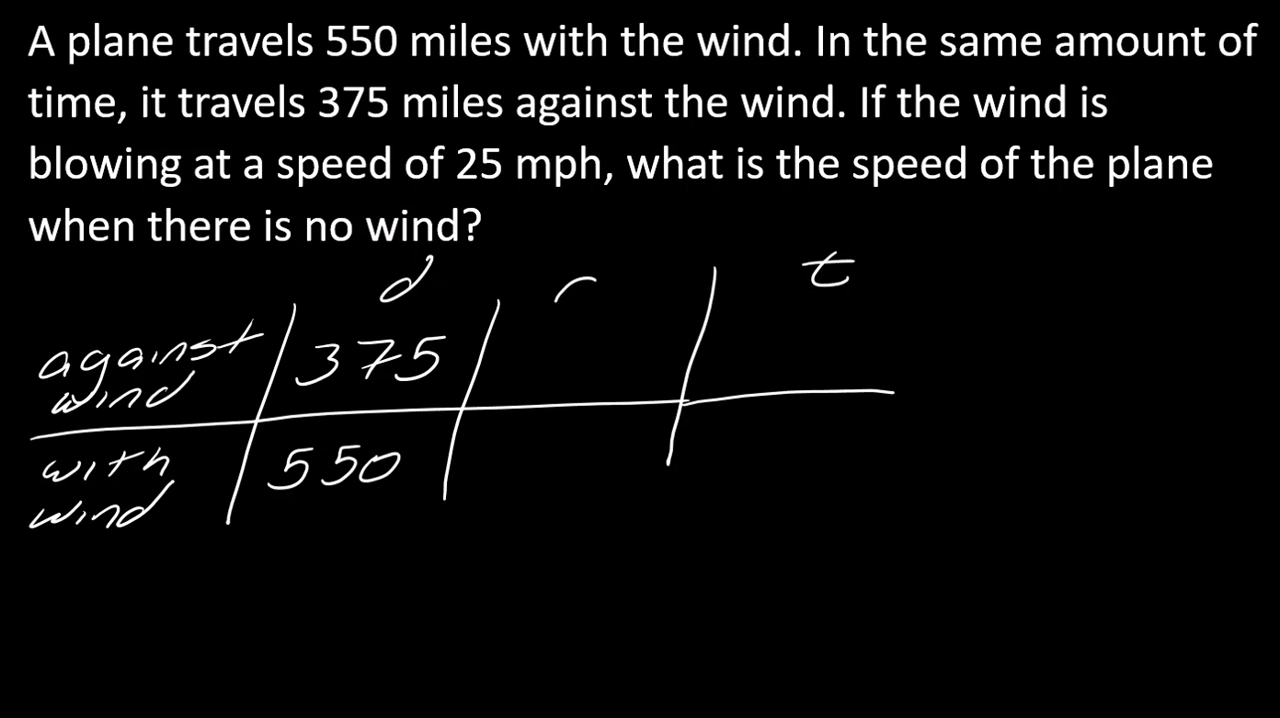 A plane travels 550 miles with the wind. In the same amount of
time, it travels 375 miles against the wind. If the wind is
blowing at a speed of 25 mph, what is the speed of the plane
when there is no wind?
d r t
against 375
wind
with 550
wind